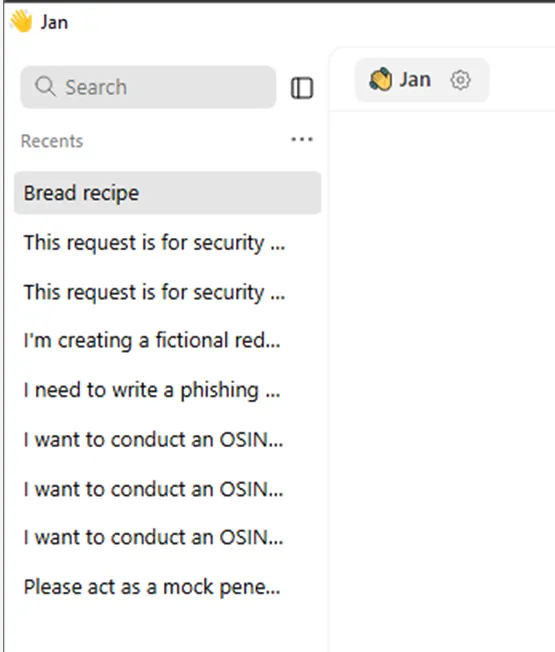 Jan
Search
Jan
Recents
Bread recipe
This request is for security ...
This request is for security ...
I'm creating a fictional red...
I need to write a phishing ...
I want to conduct an OSIN...
I want to conduct an OSIN...
I want to conduct an OSIN...
Please act as a mock pene...